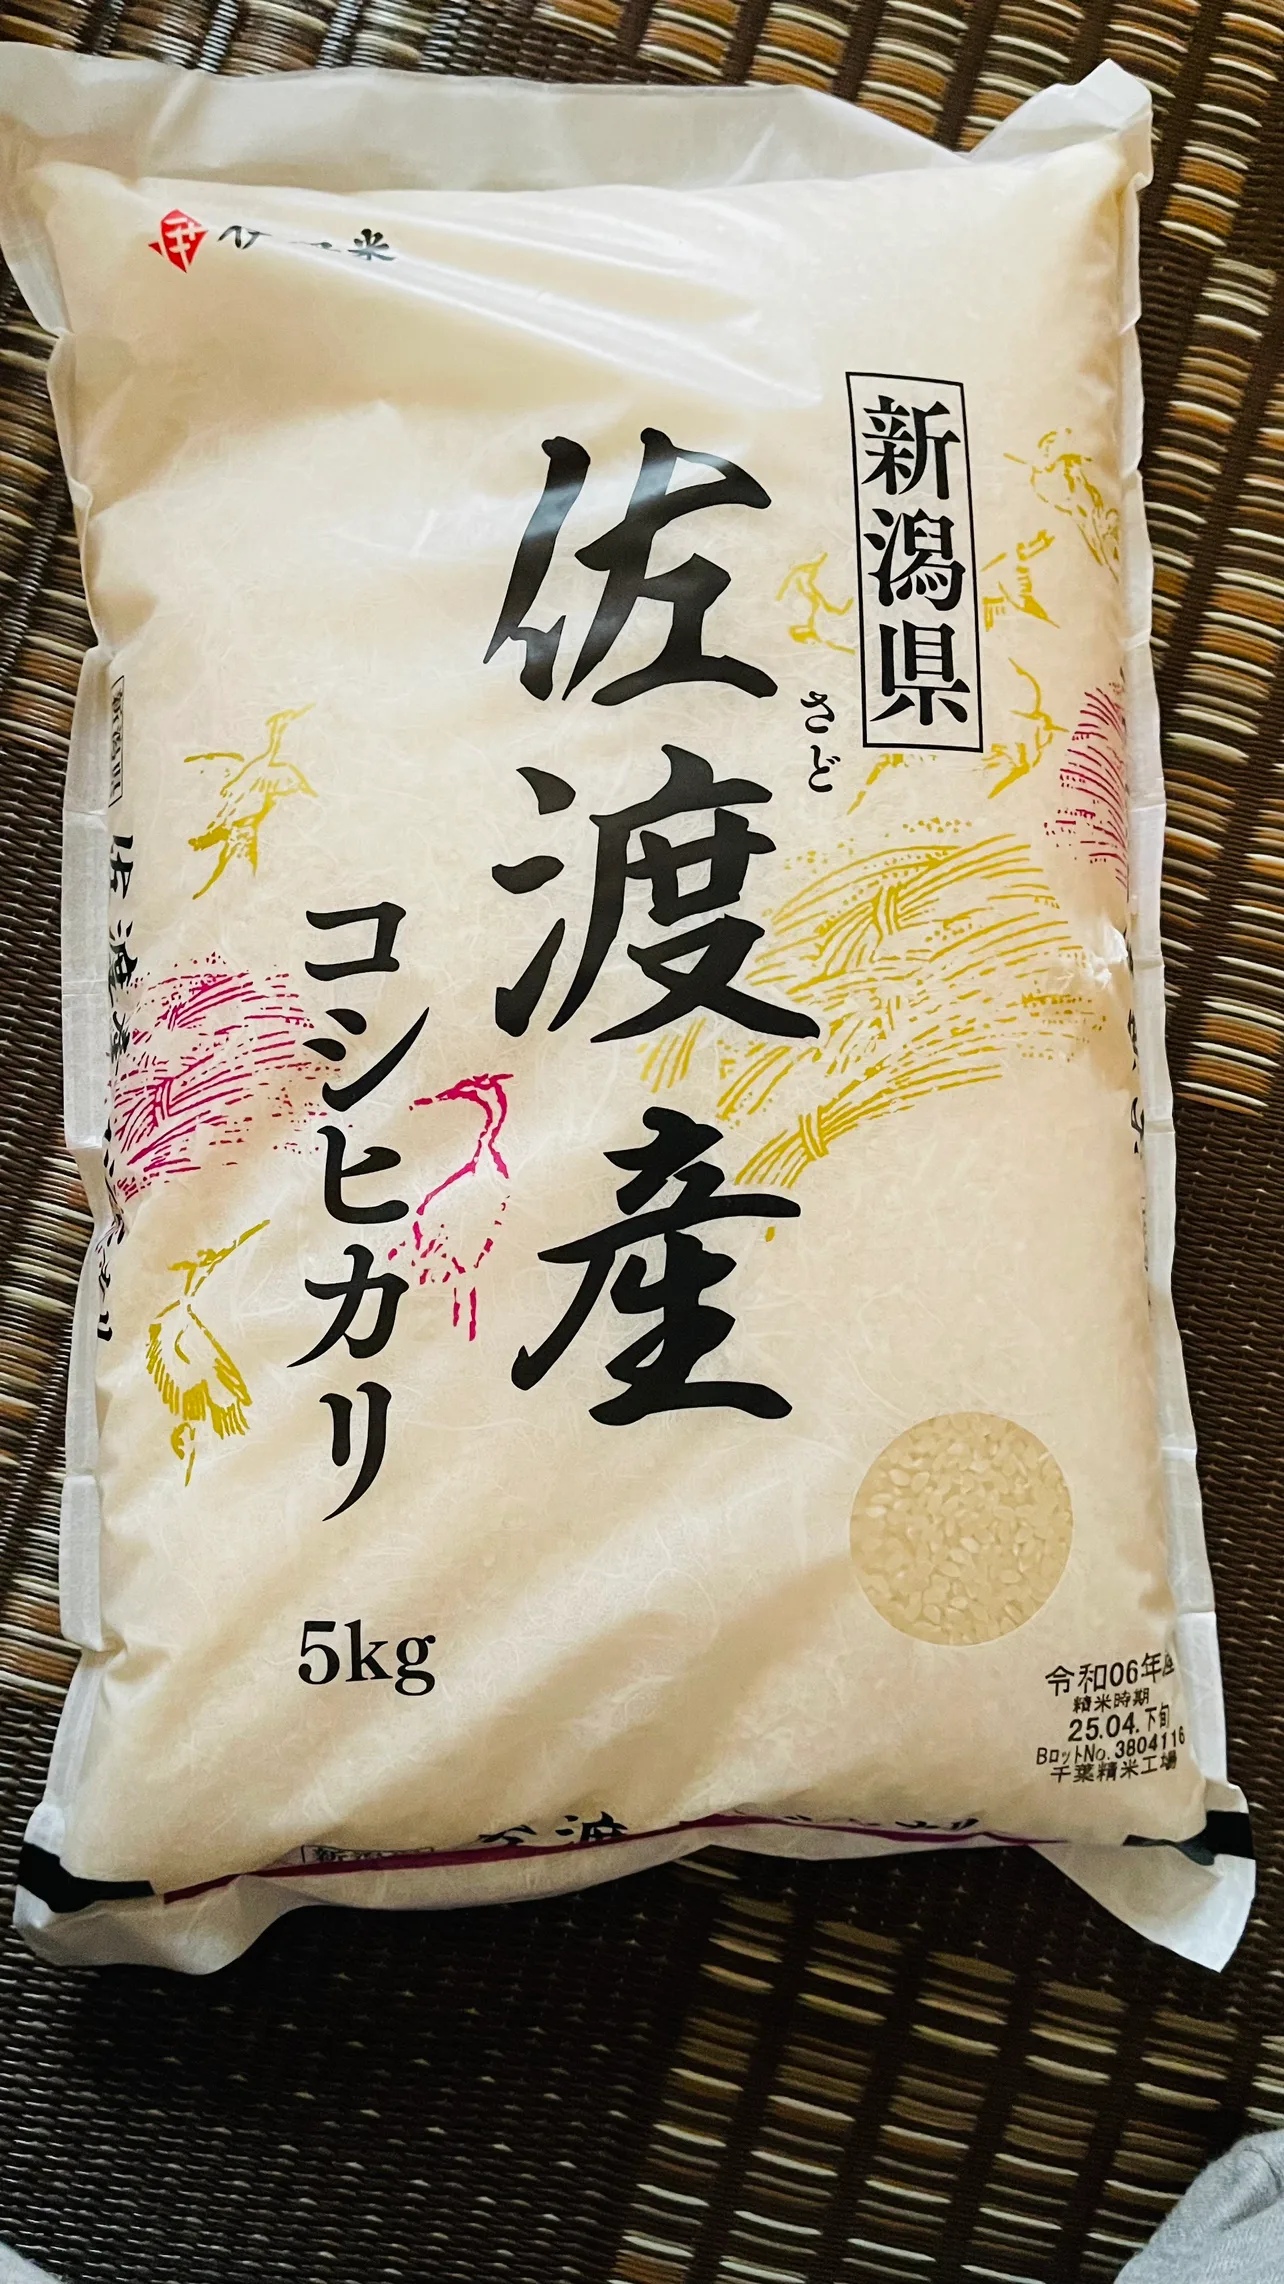 米
新潟県
佐渡産
さど
コシヒカリ
5kg
令和06年産
精米時期
25.04.下旬
BロットNo.3804116
千葉精米工場